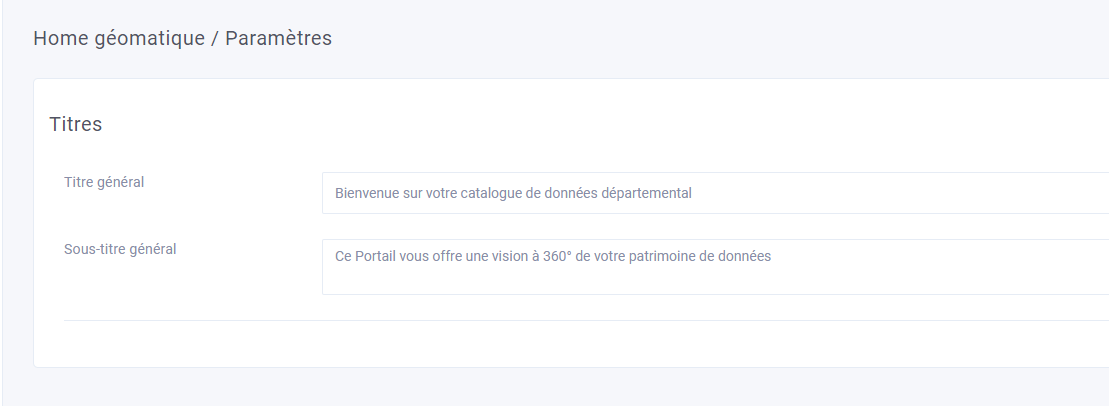 Home géomatique / Paramètres
Titres
Titre général
Bienvenue sur votre catalogue de données départemental
Sous-titre général
Ce Portail vous offre une vision à 360° de votre patrimoine de données